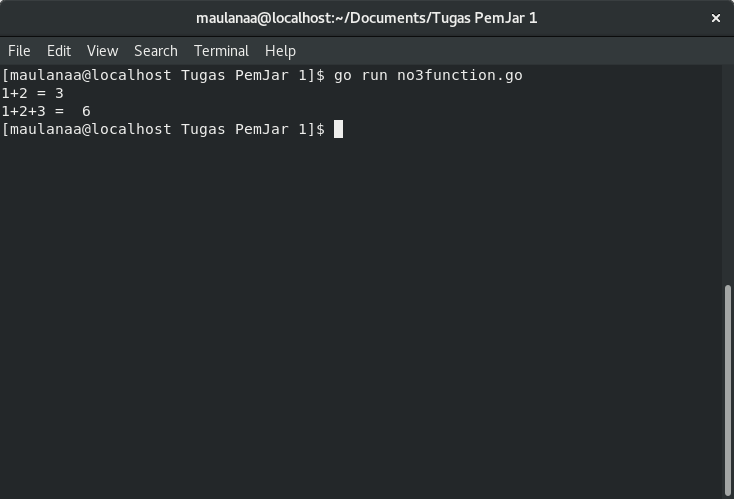 maulanaa@localhost:~/Documents/Tugas PemJar 1
File Edit View Search Terminal Help
[maulanaa@localhost Tugas PemJar 1]$ go run no3function.go
1+2 = 3
1+2+3 =  6
[maulanaa@localhost Tugas PemJar 1]$